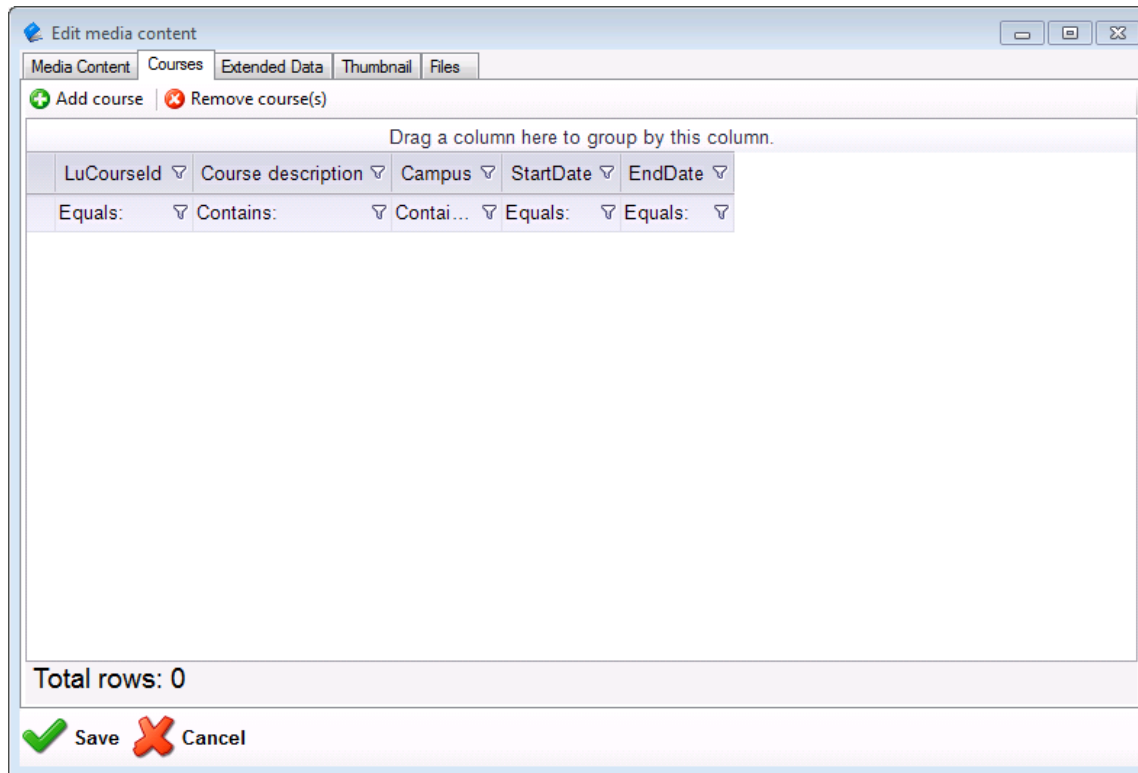 Edit media content
Media Content Courses Extended Data Thumbnail Files
Add course Remove course(s)
Drag a column here to group by this column.
LuCourseId Course description Campus StartDate EndDate
Equals: Contains: Contai... Equals: Equals:
Total rows: 0
Save Cancel